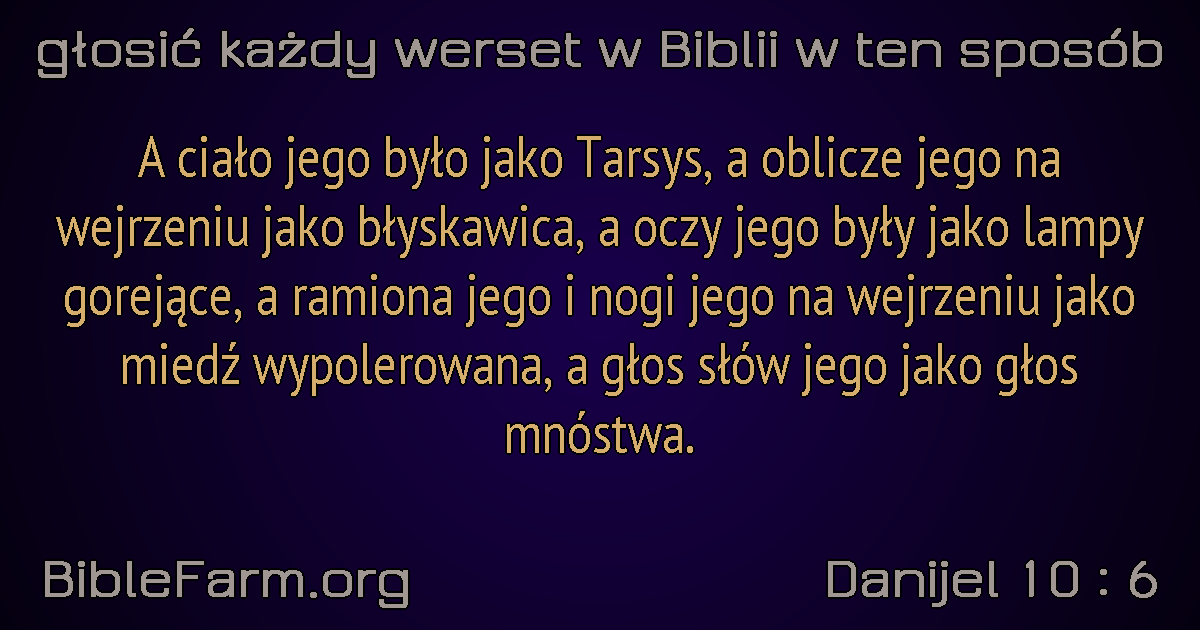 głosić każdy werset w Biblii w ten sposób
A ciało jego było jako Tarsys, a oblicze jego na
wejrzeniu jako błyskawica, a oczy jego były jako lampy
gorejące, a ramiona jego i nogi jego na wejrzeniu jako
miedź wypolerowana, a głos słów jego jako głos
mnóstwa.
BibleFarm.org
Danijel 10 : 6